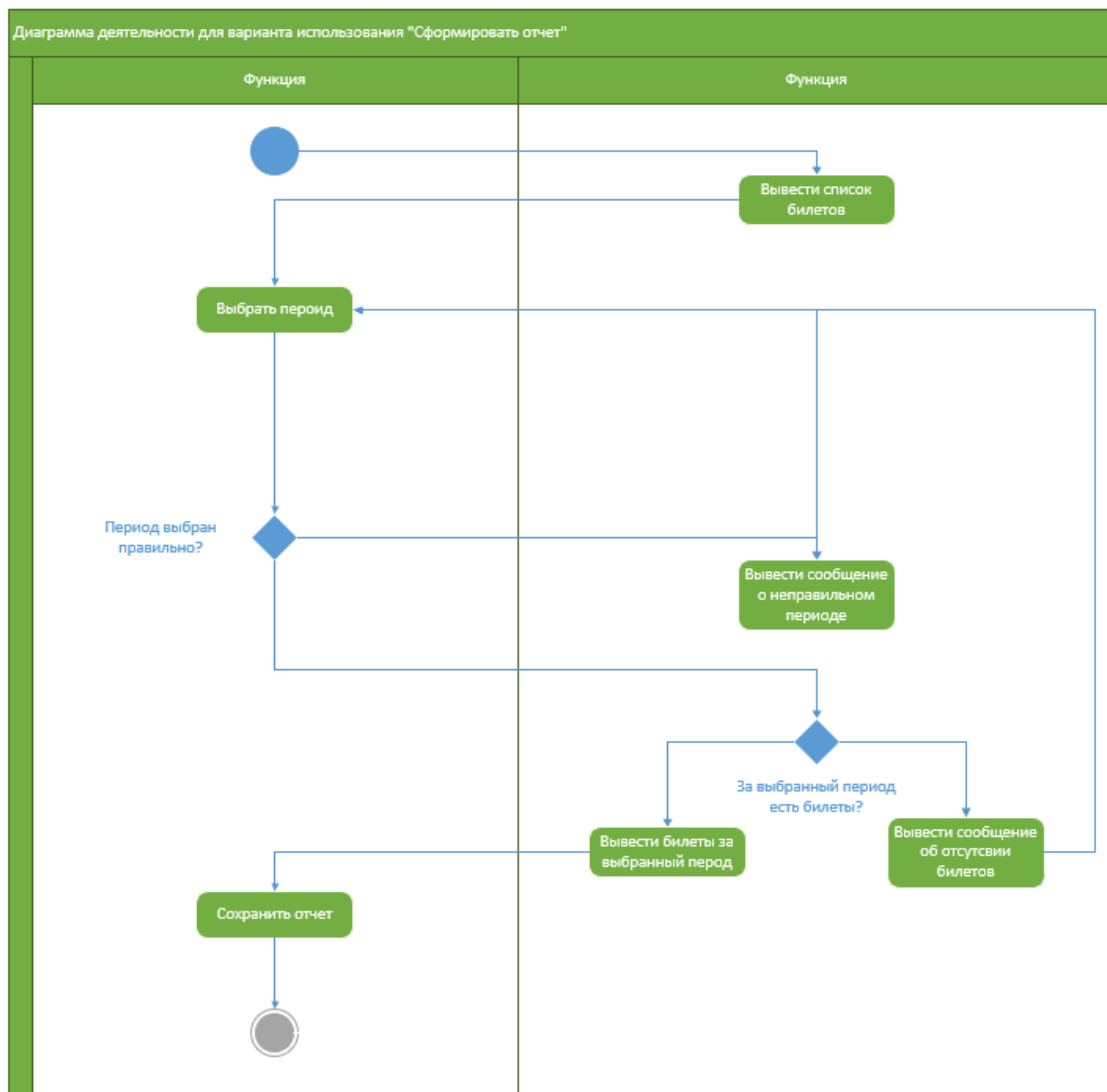 Диаграмма деятельности для варианта использования "Сформировать отчет"
Функция
Функция
Вывести список
билетов
Выбрать пероид
Период выбран
правильно?
Вывести сообщение
о неправильном
периоде
За выбранный период
есть билеты?
Вывести билеты за
выбранный перод
Вывести сообщение
об отсутсвии
билетов
Сохранить отчет